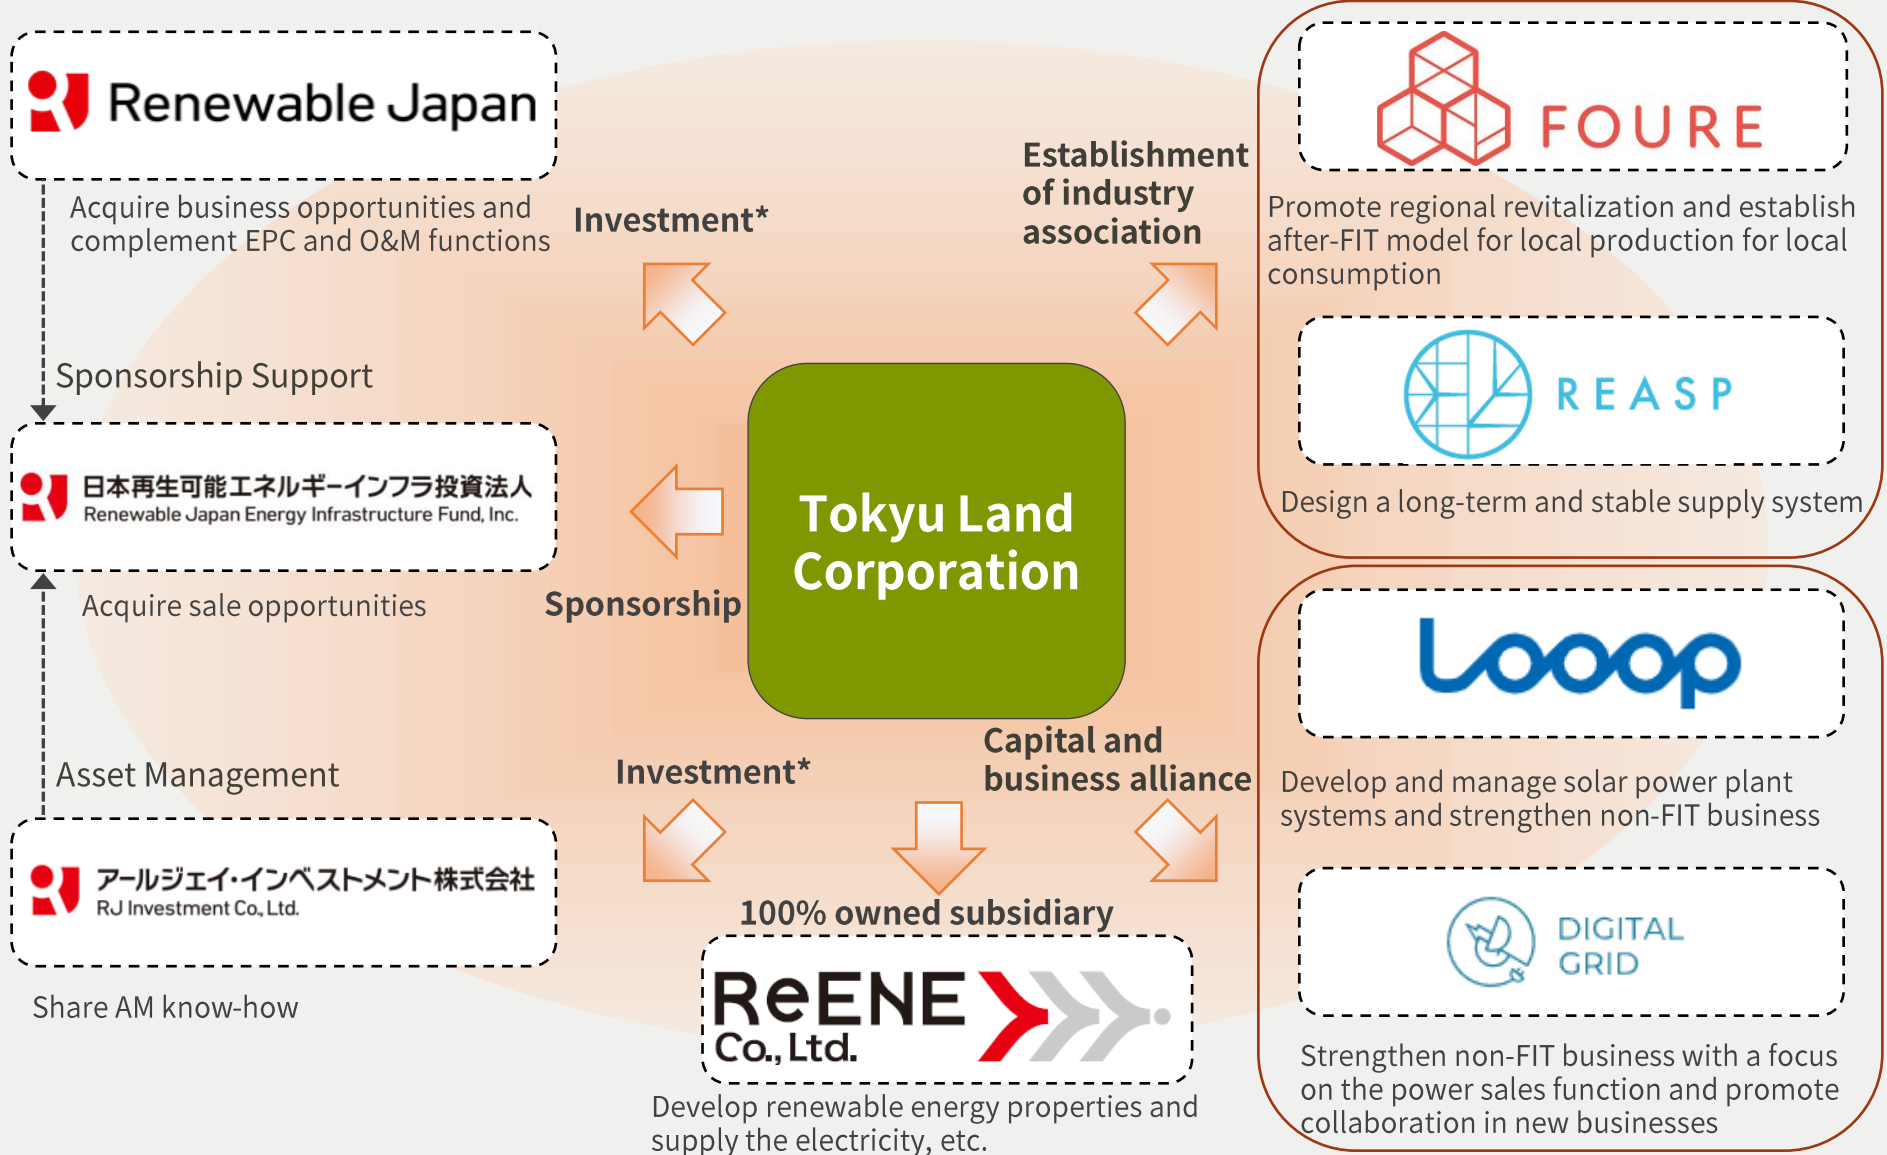 Renewable Japan
Acquire business opportunities and
complement EPC and O&M functions
Sponsorship Support
日本再生可能エネルギーインフラ投資法人
Renewable Japan Energy Infrastructure Fund, Inc.
Acquire sale opportunities
Asset Management
アールジェイ・インベストメント株式会社
RJ Investment Co., Ltd.
Share AM know-how
Investment*
Sponsorship
Investment*
Tokyu Land
Corporation
Establishment
of industry
association
Capital and
business alliance
100% owned subsidiary
ReENE
Co., Ltd.
Develop renewable energy properties and
supply the electricity, etc.
FOURE
Promote regional revitalization and establish
after-FIT model for local production for local
consumption
REASP
Design a long-term and stable supply system
Looop
Develop and manage solar power plant
systems and strengthen non-FIT business
DIGITAL
GRID
Strengthen non-FIT business with a focus
on the power sales function and promote
collaboration in new businesses